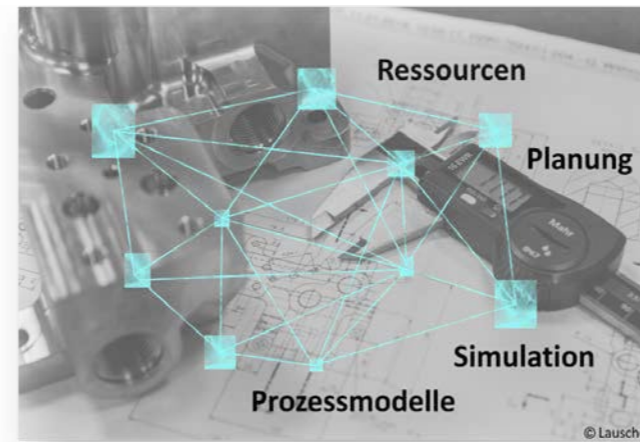 Ressourcen
Planung
Simulation
Prozessmodelle
© Lausch